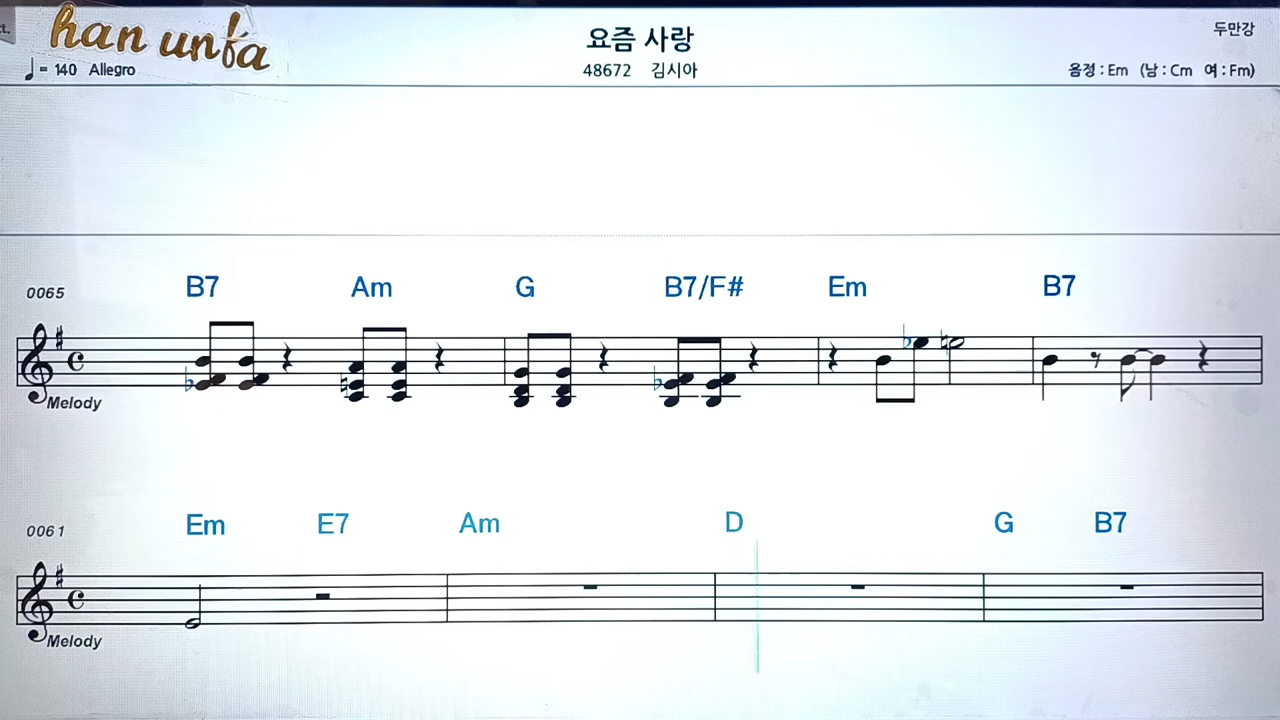 ct.
han unfa
요즘 사랑
두만강
♩= 140 Allegro
48672 김시아
음정 : Em (남 : Cm 여 : Fm)
0065 B7 Am G B7/F# Em B7
Melody
0061 Em E7 Am D G B7
Melody